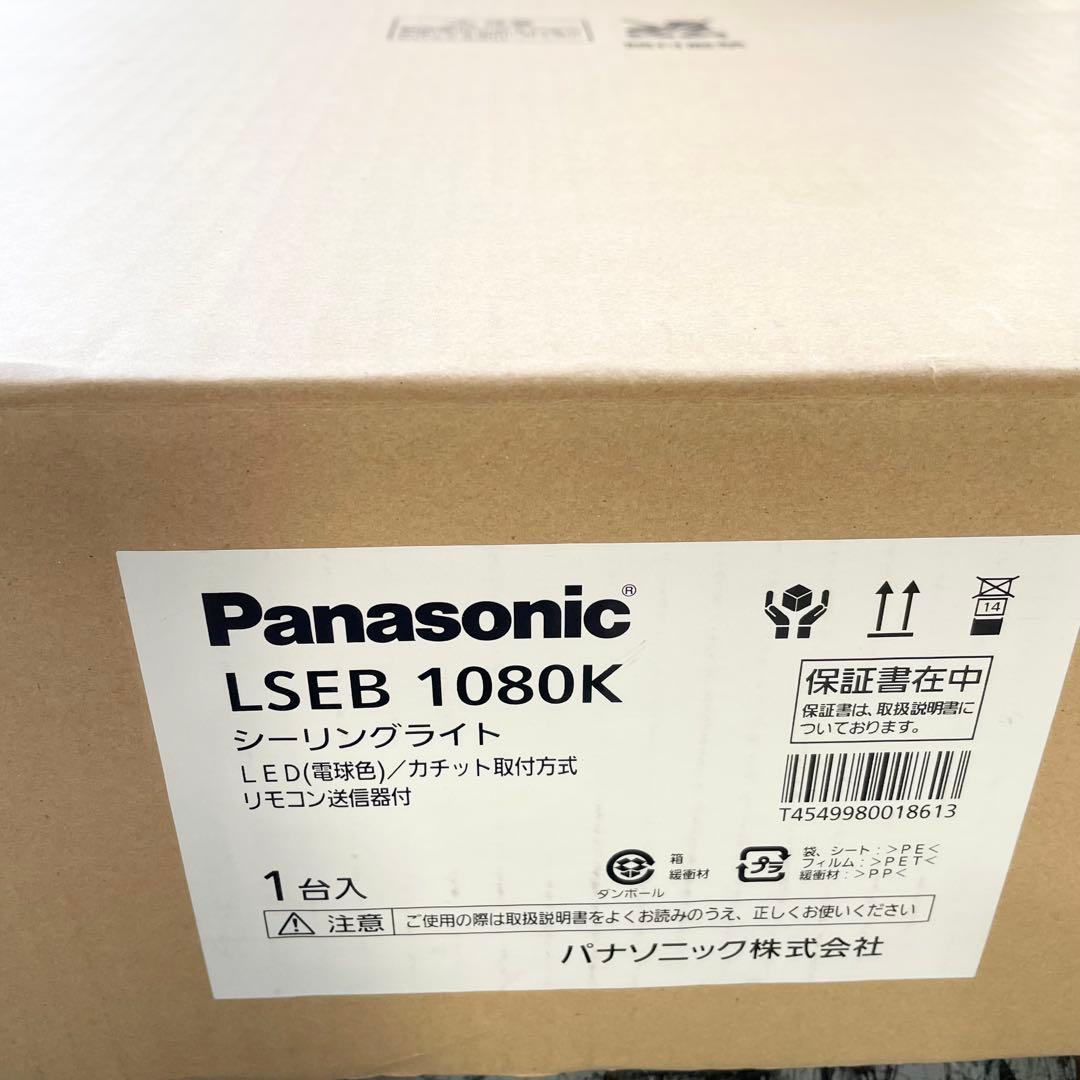 Panasonic®
LSEB 1080K
シーリングライト
LED(電球色)/カチット取付方式
リモコン送信器付
1台入
14
保証書在中
保証書は、取扱説明書に
ついております。
T4549980018613
箱
緩衝材
ダンボール
プラ
袋、シート:>PE<
フィルム:>PET<
緩衝材:>PP<
注意
ご使用の際は取扱説明書をよくお読みのうえ、正しくお使いください
パナソニック株式会社